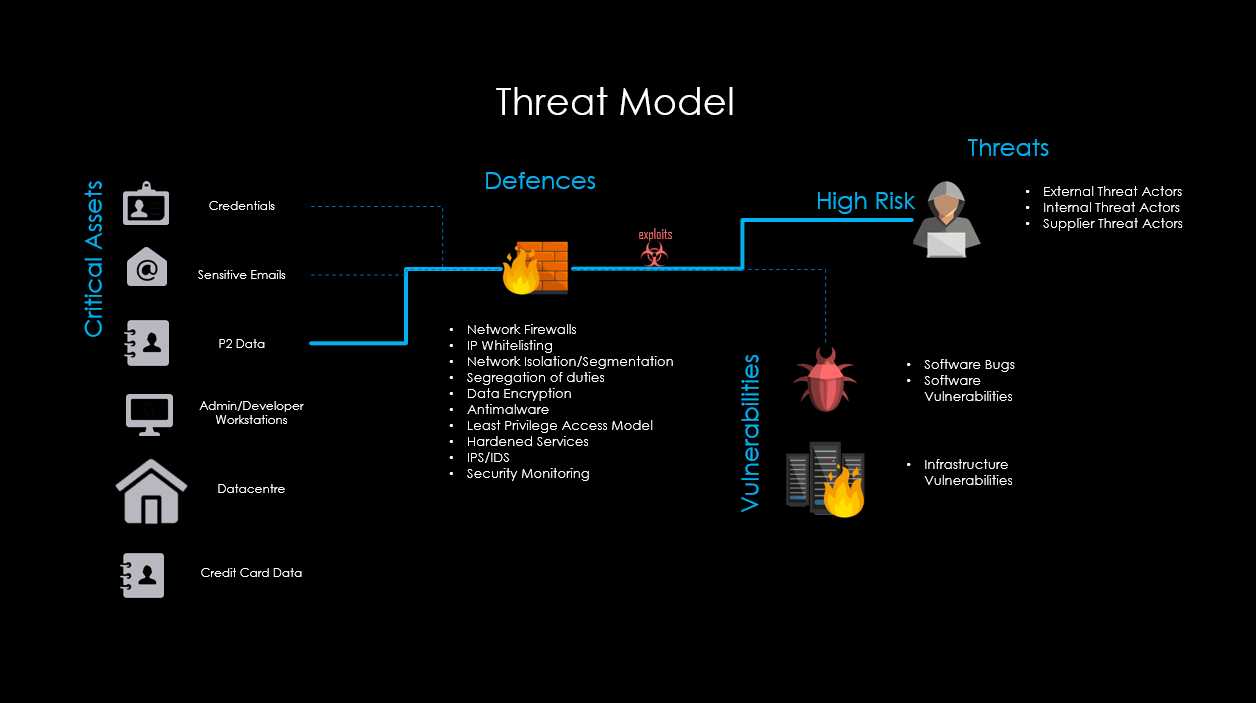 Threat Model
Critical Assets
Credentials
Sensitive Emails
P2 Data
Admin/Developer
Workstations
Datacentre
Credit Card Data
Defences
• Network Firewalls
• IP Whitelisting
• Network Isolation/Segmentation
• Segregation of duties
• Data Encryption
• Antimalware
• Least Privilege Access Model
• Hardened Services
• IPS/IDS
• Security Monitoring
exploits
High Risk
Threats
• External Threat Actors
• Internal Threat Actors
• Supplier Threat Actors
Vulnerabilities
• Software Bugs
• Software
Vulnerabilities
• Infrastructure
Vulnerabilities